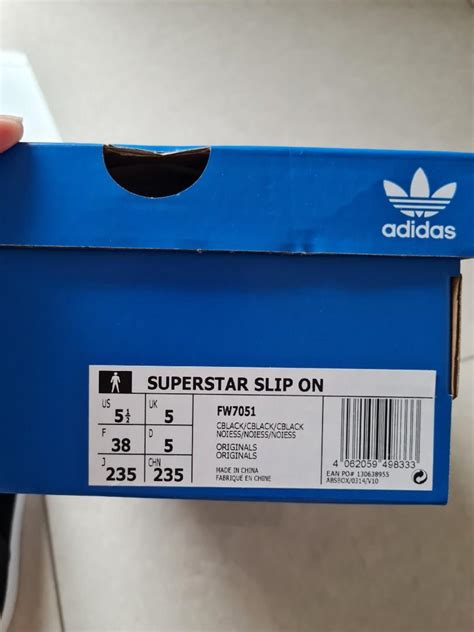 adidas
SUPERSTAR SLIP ON
US 5½ UK 5
F 38 D 5
J 235 CHN 235
FW7051
CBLACK/CBLACK/CBLACK
NOIESS/NOIESS/NOIESS
ORIGINALS
ORIGINALS
MADE IN CHINA
FABRIQUE EN CHINE
4 062059 498333
EAN PO# 130638955
ABSBOX/0314/V10